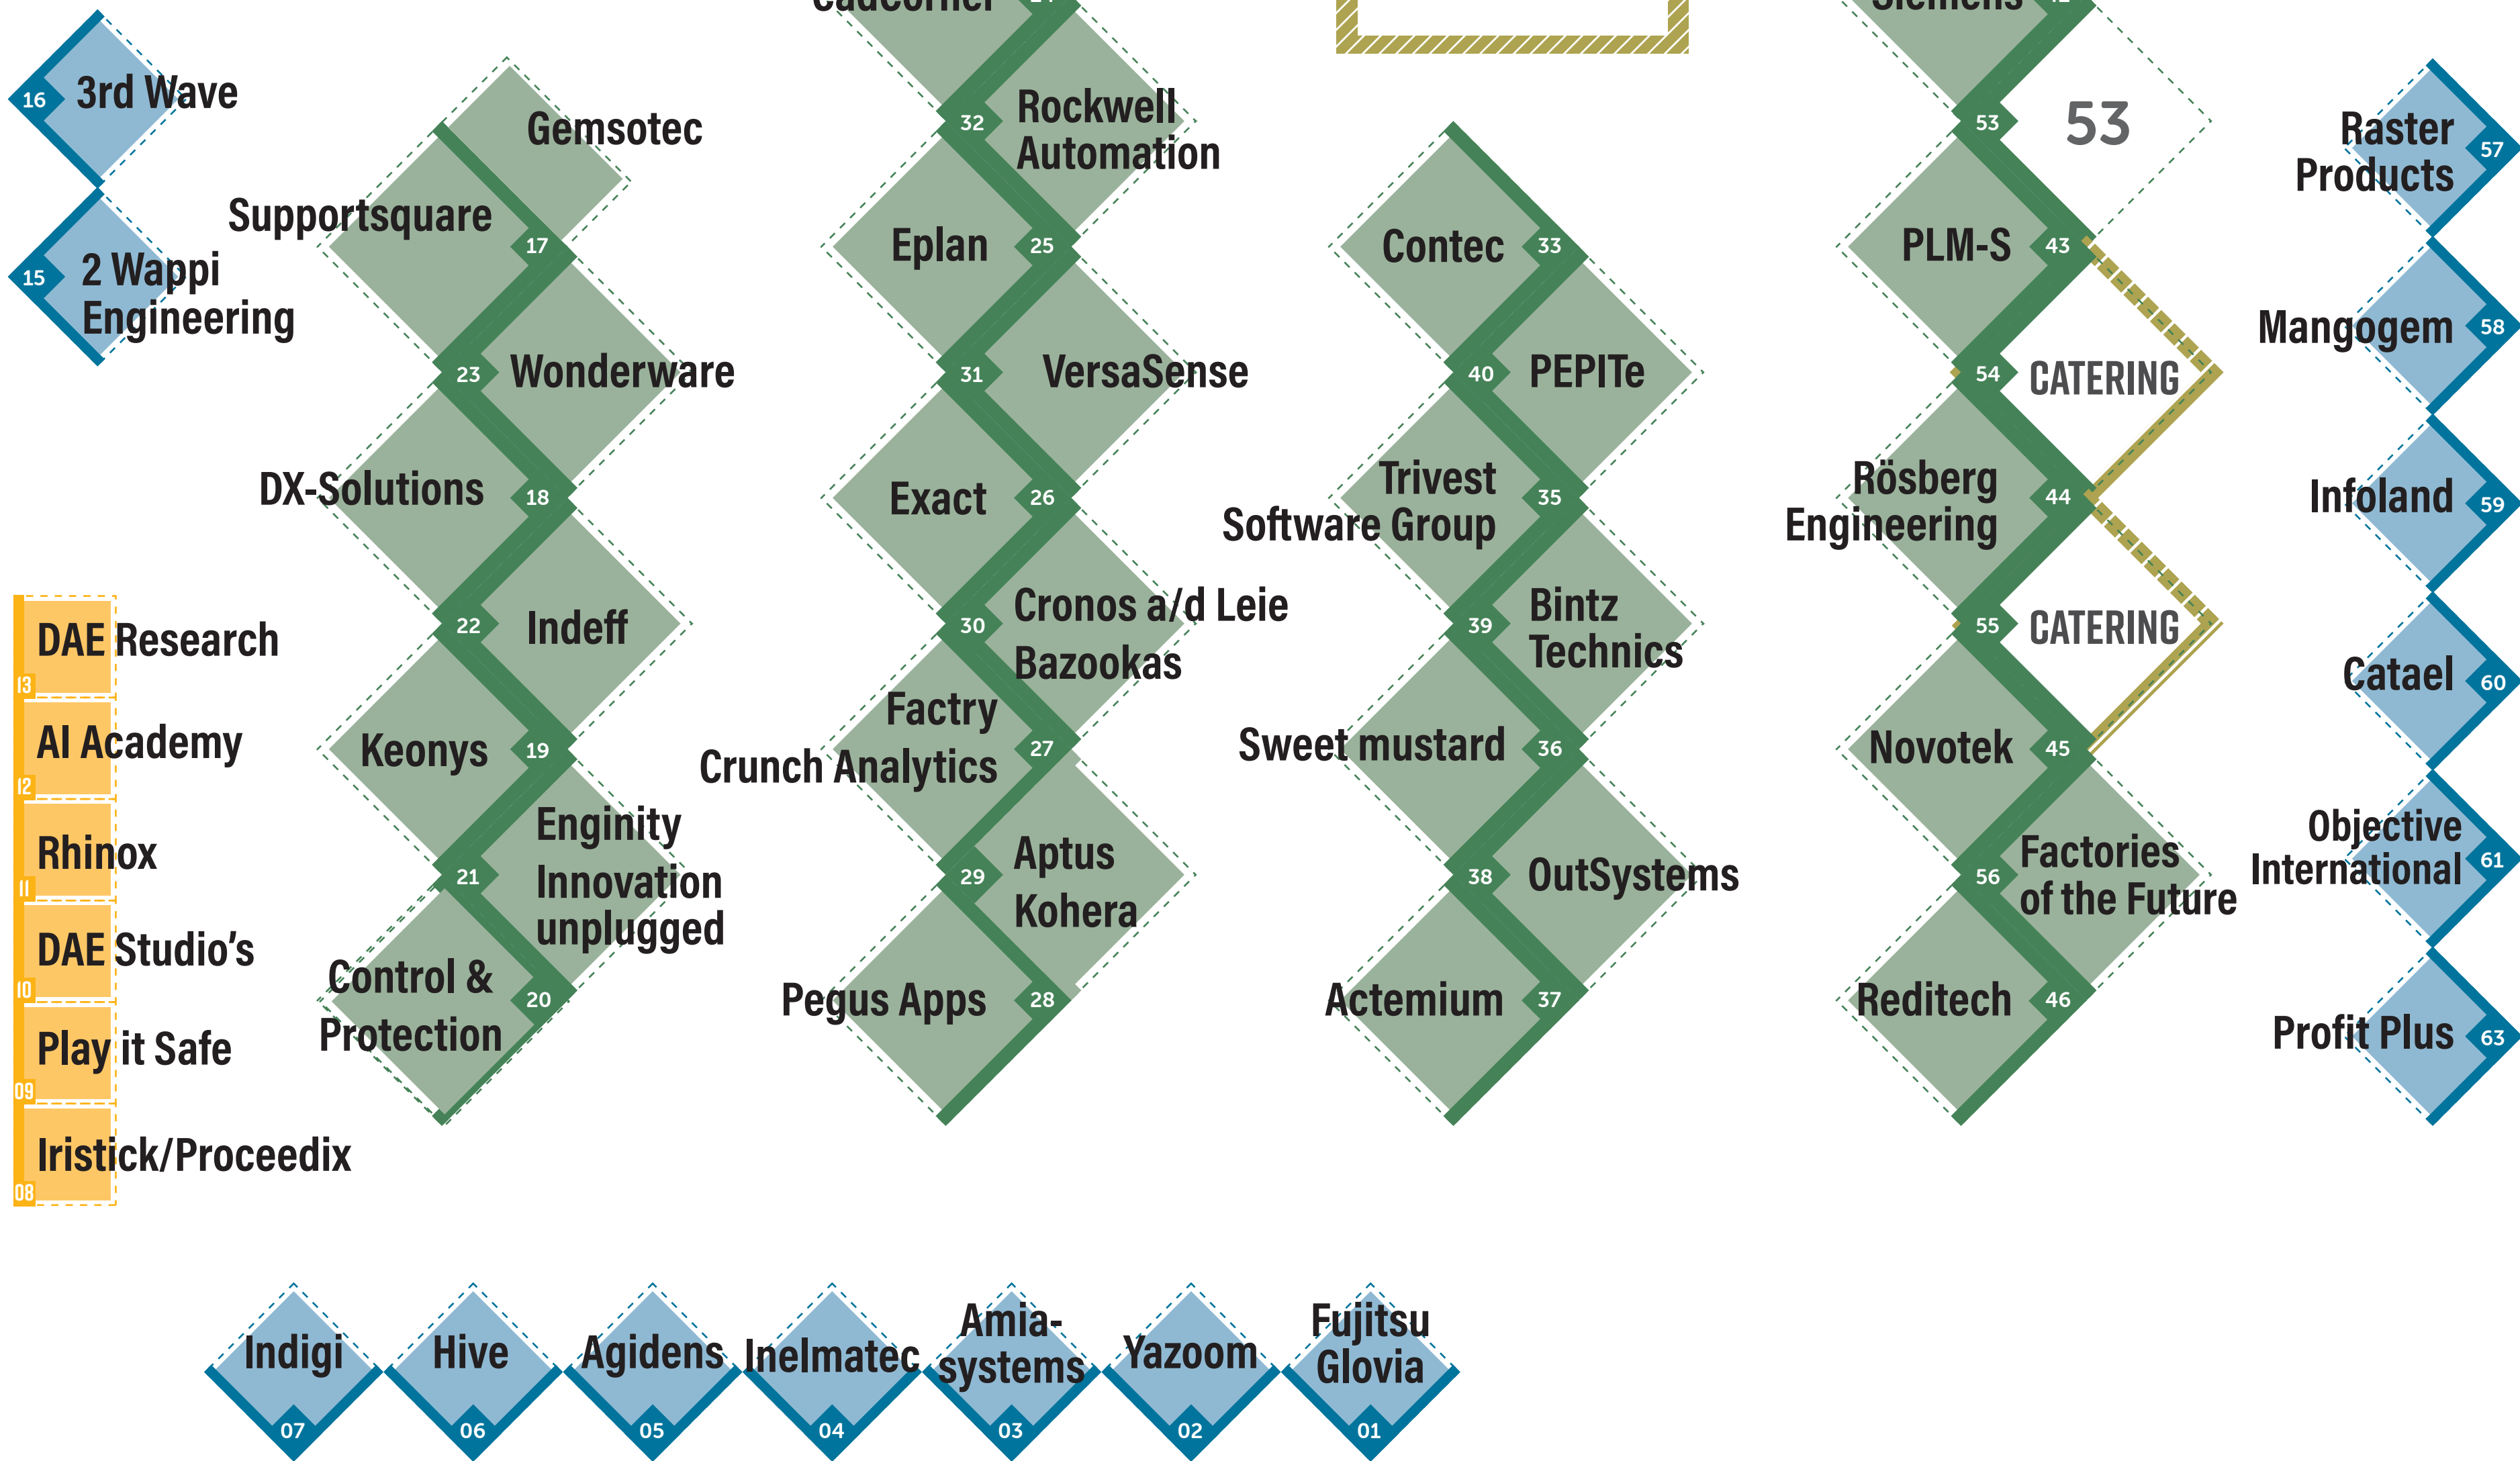 Cadcorner
24
Siemens
42
16
3rd Wave
15
2 Wappi
Engineering
Gemsotec
Supportsquare
17
23
Wonderware
DX-Solutions
18
22
Indeff
Keonys
19
21
Enginity
Innovation
unplugged
Control &
Protection
20
32
Rockwell
Automation
Eplan
25
31
VersaSense
Exact
26
30
Cronos a/d Leie
Bazookas
Factry
Crunch Analytics
27
29
Aptus
Kohera
Pegus Apps
28
Contec
33
40
PEPITe
Trivest
Software Group
35
39
Bintz
Technics
Sweet mustard
36
38
OutSystems
Actemium
37
53
53
PLM-S
43
54
CATERING
Rösberg
Engineering
44
55
CATERING
Novotek
45
56
Factories
of the Future
Reditech
46
Raster
Products
57
Mangogem
58
Infoland
59
Catael
60
Objective
International
61
Profit Plus
63
DAE Research
13
AI Academy
12
Rhinox
11
DAE Studio's
10
Play it Safe
09
Iristick/Proceedix
08
Indigi
07
Hive
06
Agidens
05
Inelmatec
04
Amia-
systems
03
Yazoom
02
Fujitsu
Glovia
01